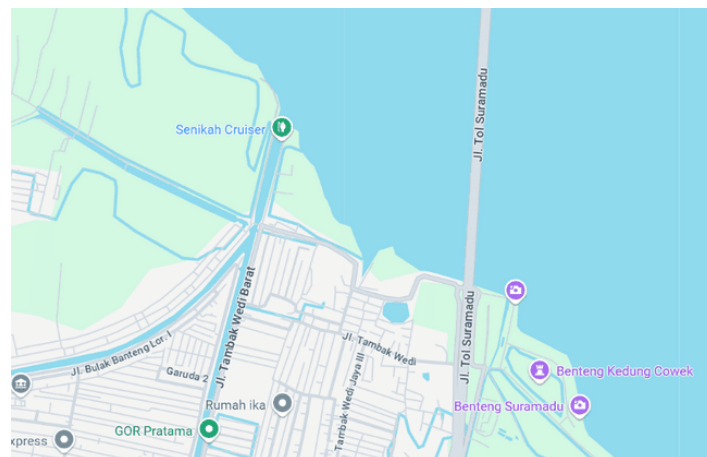 Senikah Cruiser
Jl. Tol Suramadu
Jl. Tambak Wedi Barat
Jl. Tol Suramadu
Jl. Tambak Wedi
Jl. Bulak Banteng Lor. I
Garuda 2
Tambak Wedi Jaya III
Benteng Kedung Cowek
Rumah ika
Benteng Suramadu
GOR Pratama
xpress